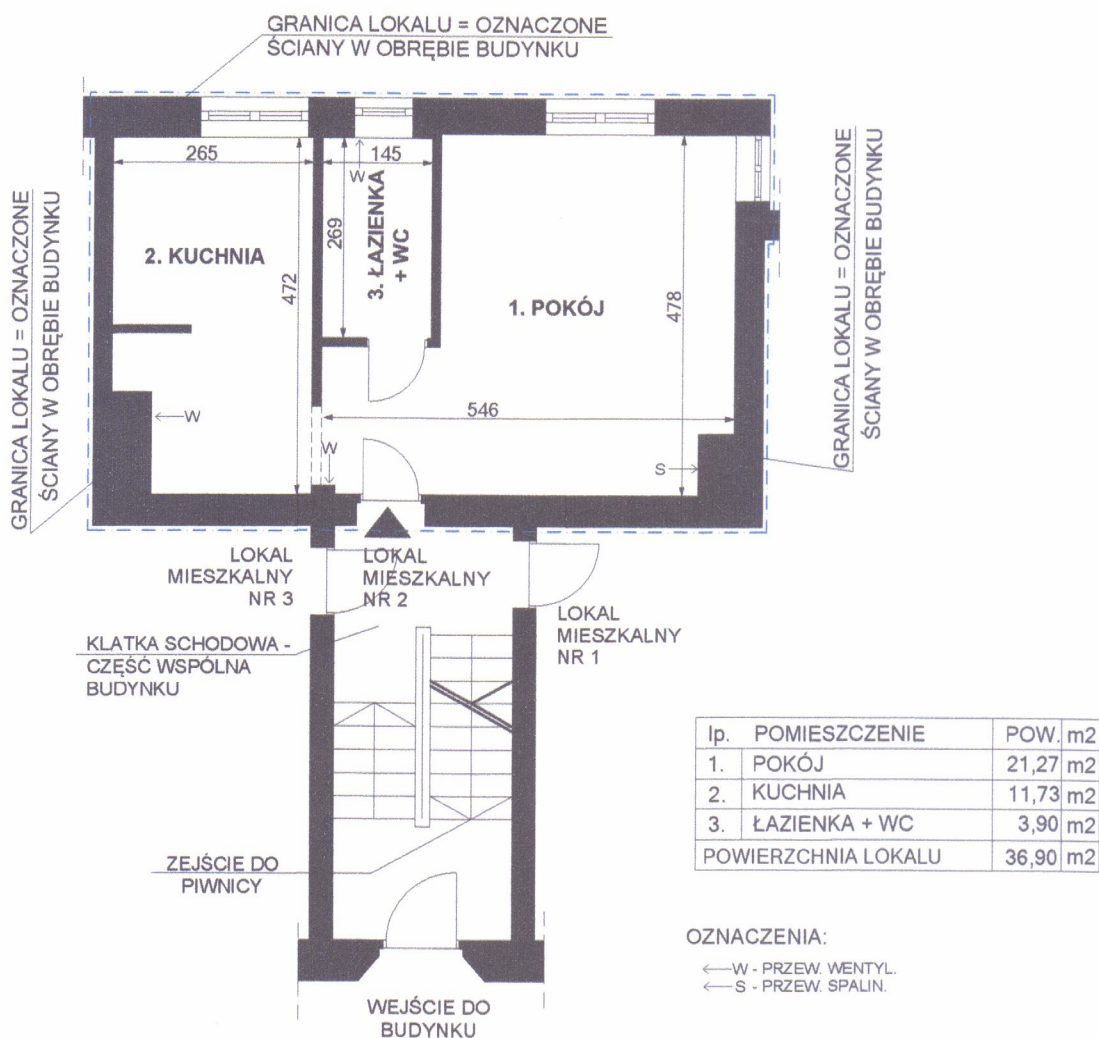 GRANICA LOKALU = OZNACZONE
ŚCIANY W OBRĘBIE BUDYNKU
GRANICA LOKALU = OZNACZONE
ŚCIANY W OBRĘBIE BUDYNKU
GRANICA LOKALU = OZNACZONE
ŚCIANY W OBRĘBIE BUDYNKU
265
145
W
269
472
478
2. KUCHNIA
3. ŁAZIENKA
+ WC
1. POKÓJ
W
546
W
S
LOKAL
MIESZKALNY
NR 3
LOKAL
MIESZKALNY
NR 2
LOKAL
MIESZKALNY
NR 1
KLATKA SCHODOWA -
CZĘŚĆ WSPÓLNA
BUDYNKU
ZEJŚCIE DO
PIWNICY
WEJŚCIE DO
BUDYNKU
lp. POMIESZCZENIE POW. m2
1. POKÓJ 21,27 m2
2. KUCHNIA 11,73 m2
3. ŁAZIENKA + WC 3,90 m2
POWIERZCHNIA LOKALU 36,90 m2
OZNACZENIA:
←W - PRZEW. WENTYL.
←S - PRZEW. SPALIN.